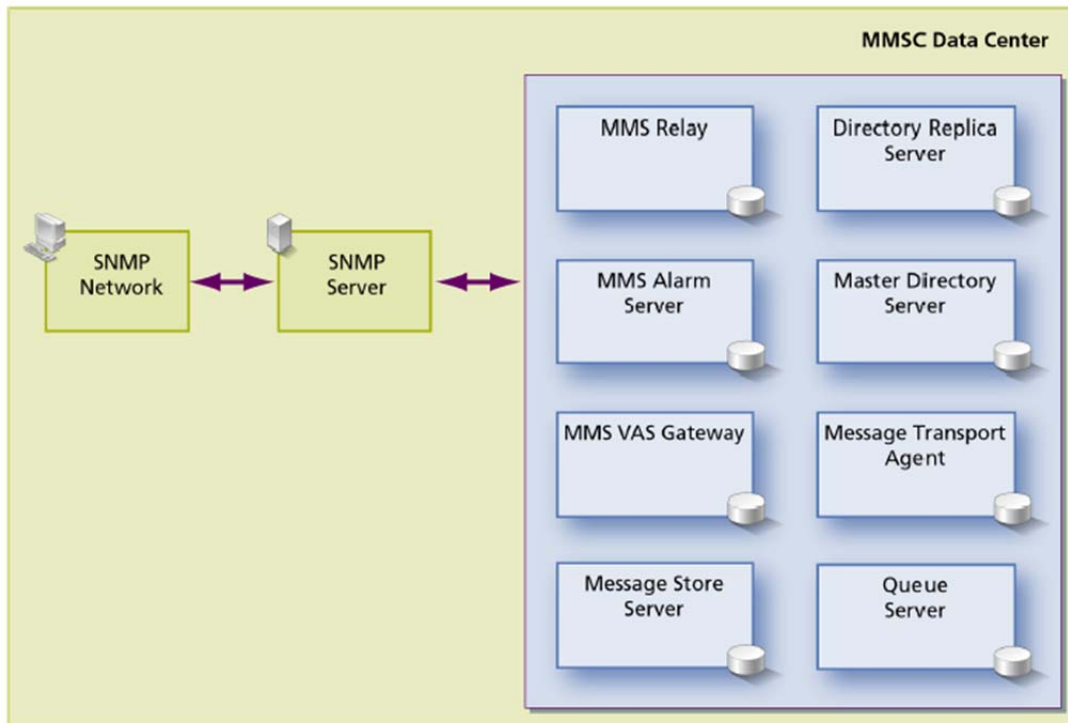 MMSC Data Center
SNMP
Network
SNMP
Server
MMS Relay
Directory Replica
Server
MMS Alarm
Server
Master Directory
Server
MMS VAS Gateway
Message Transport
Agent
Message Store
Server
Queue
Server